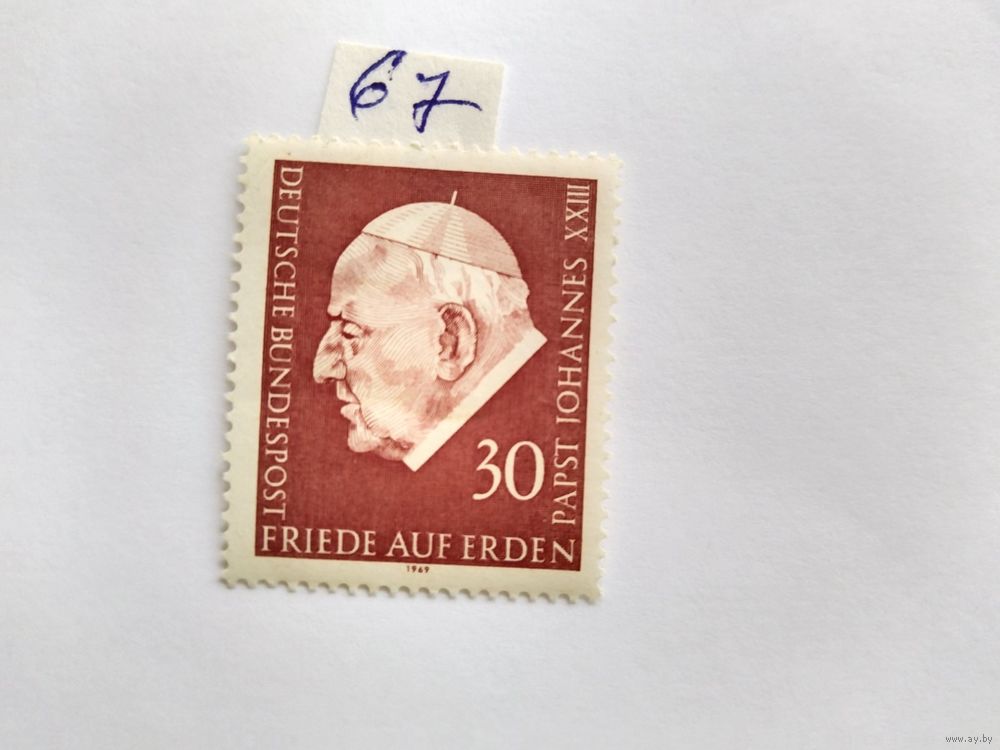 67
DEUTSCHE BUNDESPOST
PAPST JOHANNES XXIII
30
FRIEDE AUF ERDEN
1969
www.ay.by